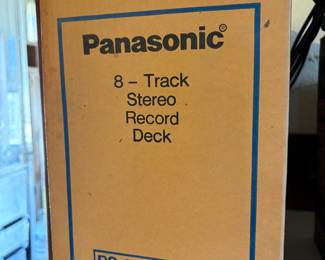 Panasonic®
8 - Track
Stereo
Record
Deck